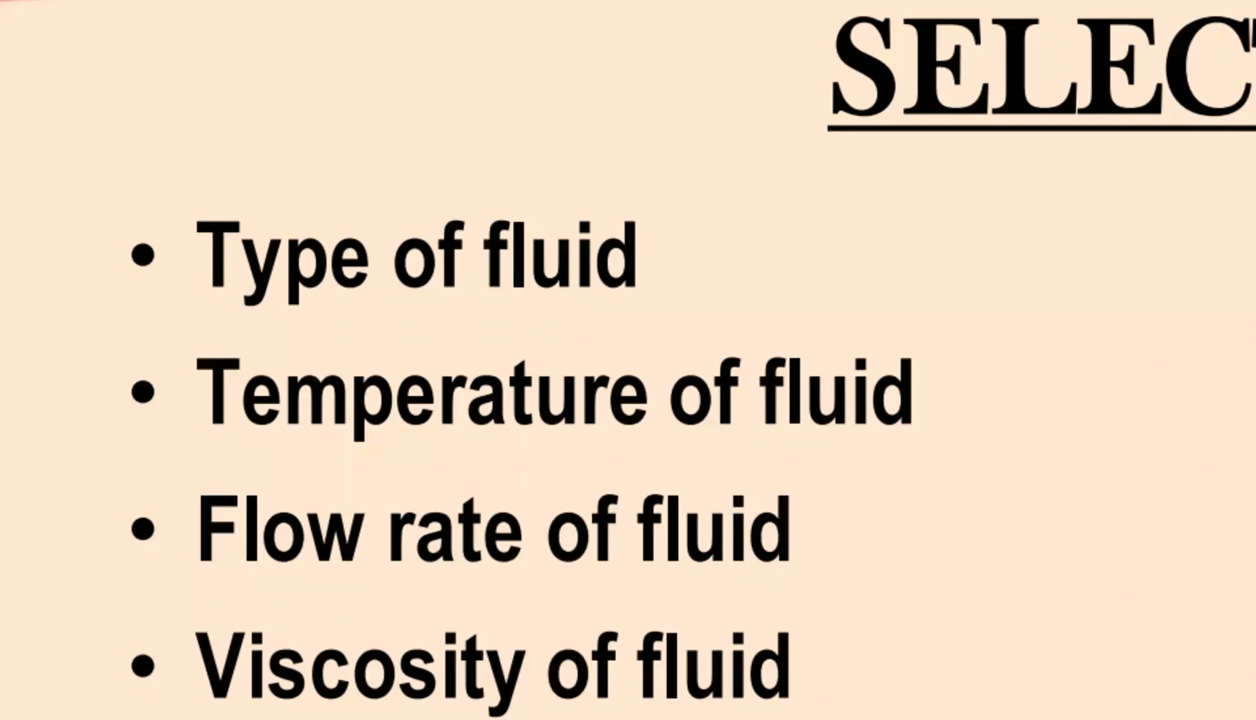 SELEC
• Type of fluid
• Temperature of fluid
• Flow rate of fluid
• Viscosity of fluid